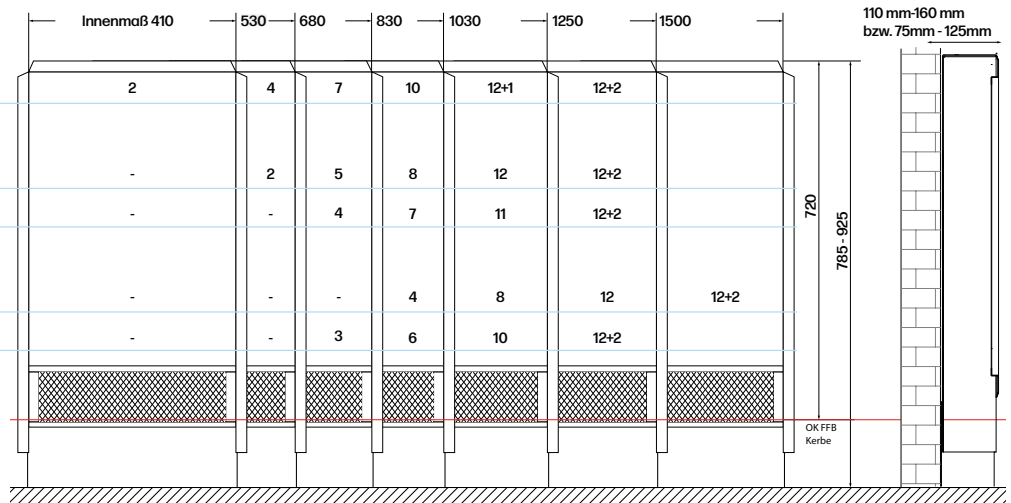 Innenmaß 410 530 680 830 1030 1250 1500
110 mm-160 mm
bzw. 75mm - 125mm
2 4 7 10 12+1 12+2
- 2 5 8 12 12+2
- - 4 7 11 12+2
- - - 4 8 12 12+2
- - 3 6 10 12+2
720
785 - 925
OK FFB
Kerbe